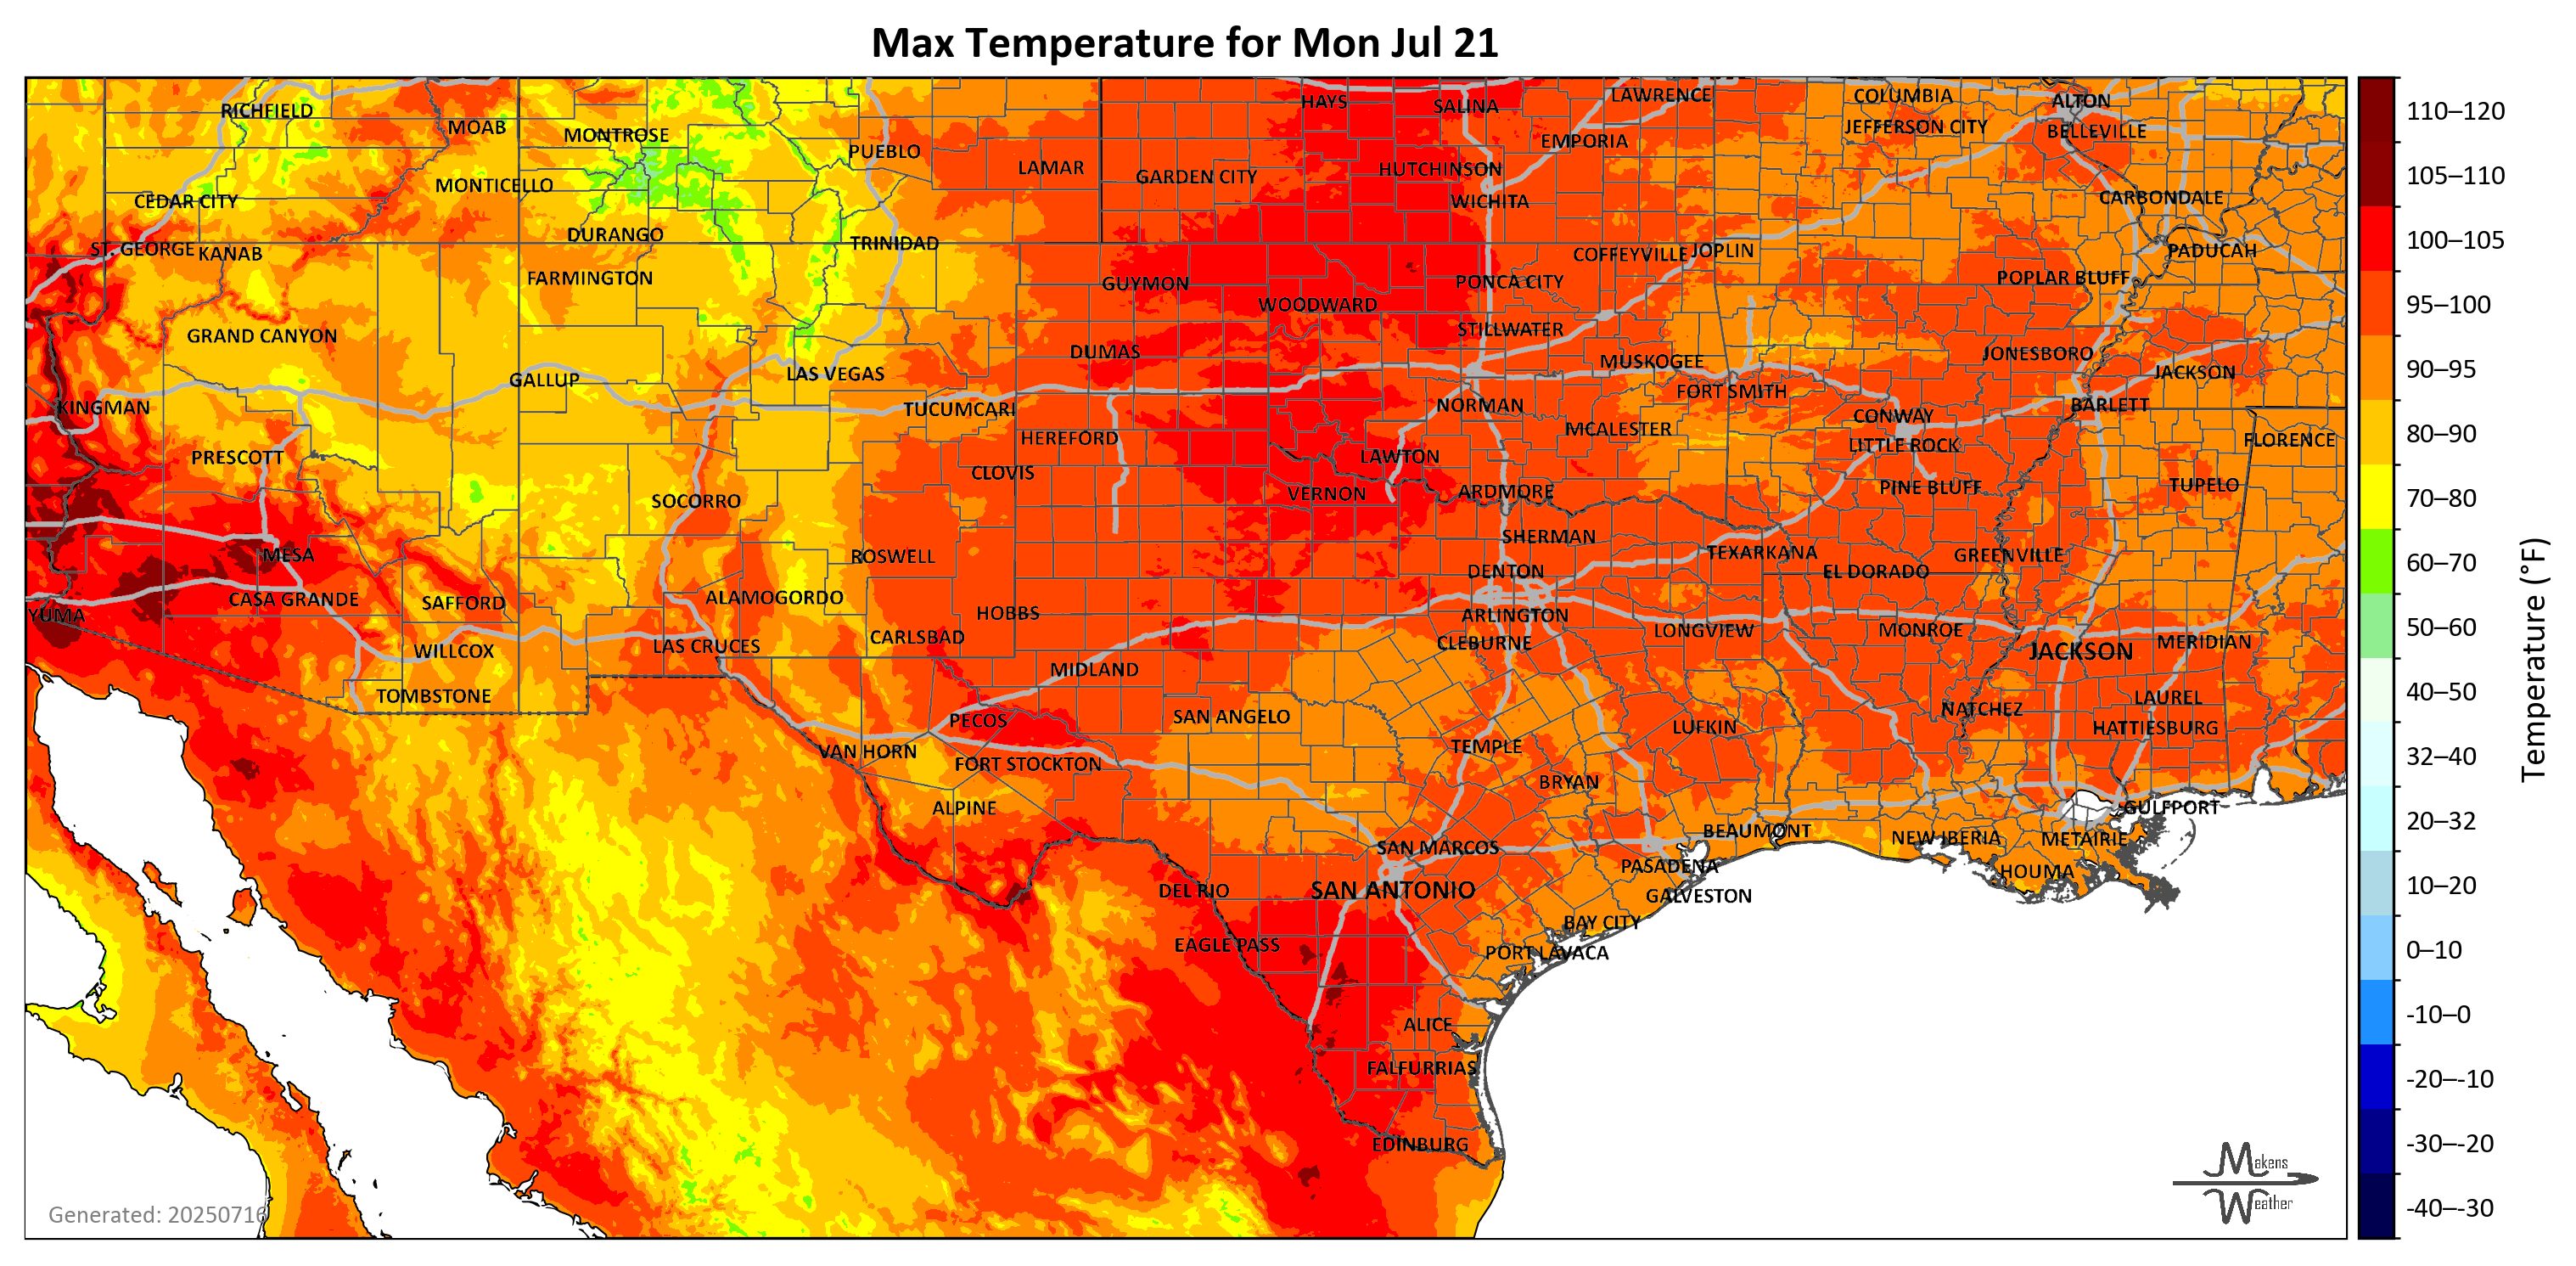 Max Temperature for Mon Jul 21
RICHFIELD
MOAB
MONTROSE
PUEBLO
LAMAR
HAYS
SALINA
LAWRENCE
COLUMBIA
ALTON
JEFFERSON CITY
BELLEVILLE
EMPORIA
GARDEN CITY
HUTCHINSON
MONTICELLO
CEDAR CITY
WICHITA
CARBONDALE
DURANGO
TRINIDAD
ST. GEORGE
KANAB
COFFEYVILLE
JOPLIN
PADUCAH
FARMINGTON
GUYMON
PONCA CITY
POPLAR BLUFF
WOODWARD
STILLWATER
GRAND CANYON
DUMAS
MUSKOGEE
JONESBORO
JACKSON
GALLUP
LAS VEGAS
FORT SMITH
KINGMAN
TUCUMCARI
NORMAN
CONWAY
BARLETT
HEREFORD
MCALESTER
LITTLE ROCK
FLORENCE
PRESCOTT
CLOVIS
LAWTON
SOCORRO
VERNON
ARDMORE
PINE BLUFF
TUPELO
SHERMAN
MESA
ROSWELL
TEXARKANA
GREENVILLE
DENTON
EL DORADO
CASA GRANDE
SAFFORD
ALAMOGORDO
HOBBS
YUMA
ARLINGTON
CARLSBAD
CLEBURNE
LONGVIEW
MONROE
LAS CRUCES
WILLCOX
JACKSON
MERIDIAN
MIDLAND
TOMBSTONE
PECOS
SAN ANGELO
LUFKIN
NATCHEZ
LAUREL
HATTIESBURG
VAN HORN
FORT STOCKTON
TEMPLE
BRYAN
ALPINE
GULFPORT
BEAUMONT
NEW IBERIA
METAIRIE
SAN MARCOS
PASADENA
HOUMA
DEL RIO
SAN ANTONIO
GALVESTON
BAY CITY
EAGLE PASS
PORT LAVACA
ALICE
FALFURRIAS
EDINBURG
Generated: 20250716
Makens
Weather
110–120
105–110
100–105
95–100
90–95
80–90
70–80
60–70
50–60
40–50
32–40
20–32
10–20
0–10
-10–0
-20–-10
-30–-20
-40–-30
Temperature (°F)